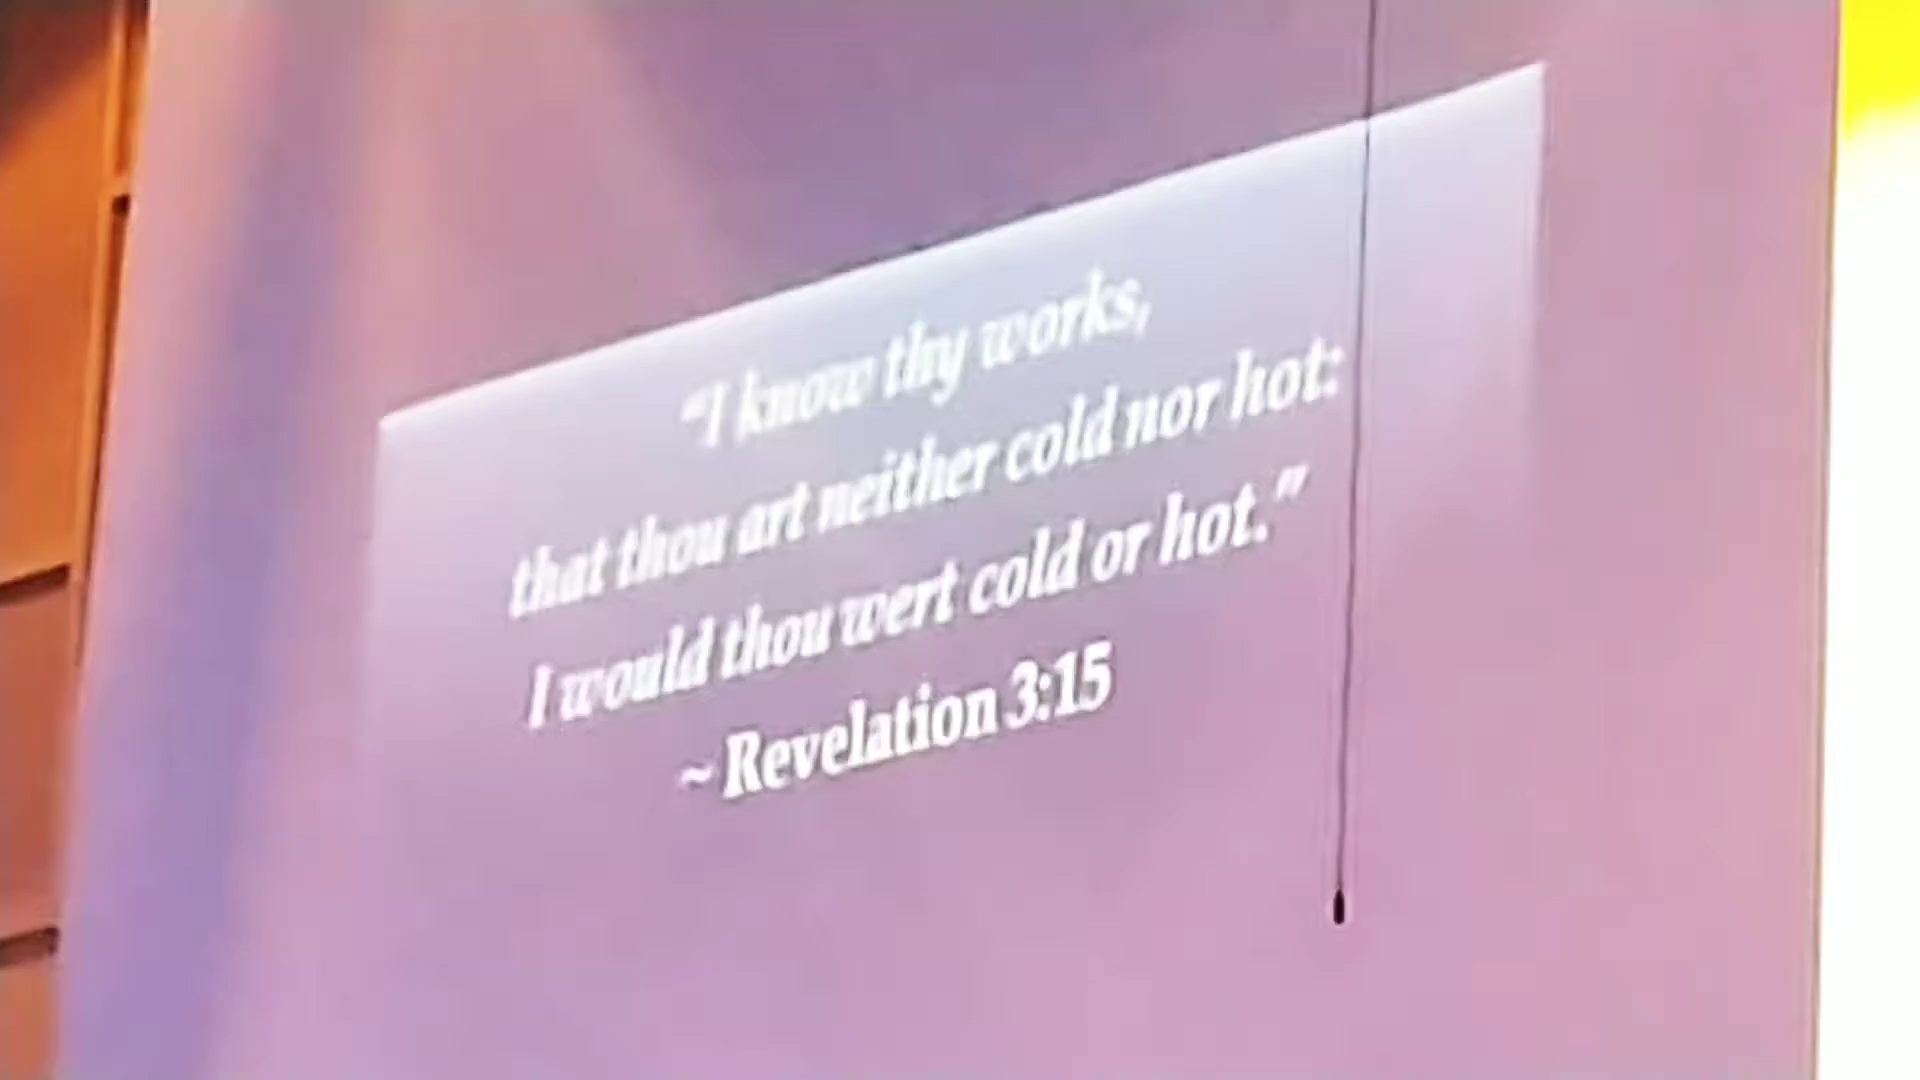 “I know thy works,
that thou art neither cold nor hot:
I would thou wert cold or hot.”
~ Revelation 3:15